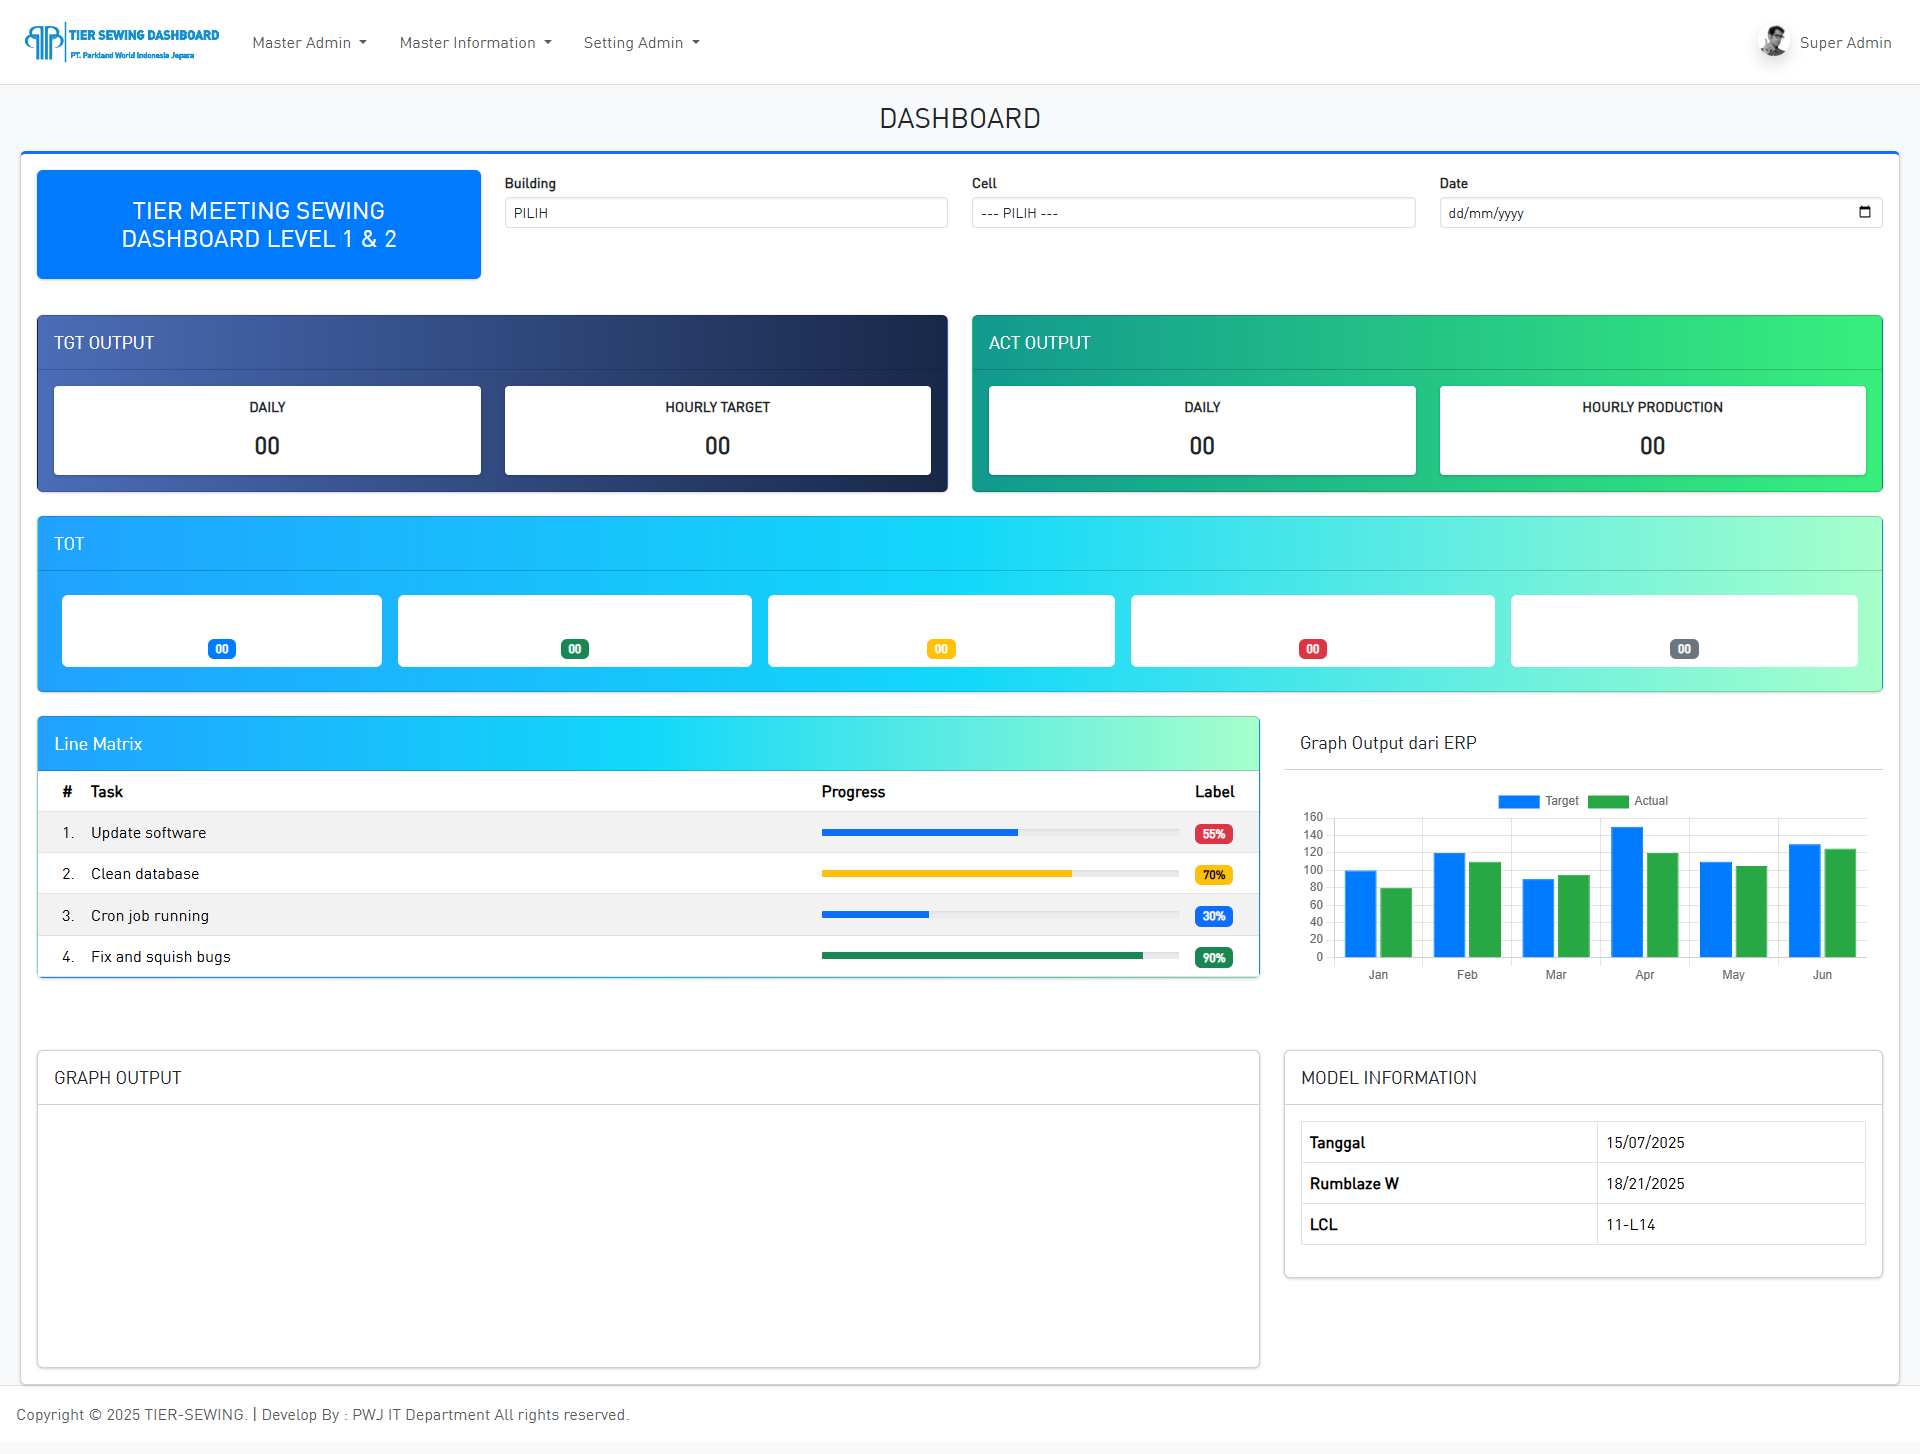 TIER SEWING DASHBOARD
PT. Parkland World Indonesia Jepara
Master Admin
Master Information
Setting Admin
Super Admin
DASHBOARD
TIER MEETING SEWING
DASHBOARD LEVEL 1 & 2
Building
PILIH
Cell
--- PILIH ---
Date
dd/mm/yyyy
TGT OUTPUT
DAILY
00
HOURLY TARGET
00
ACT OUTPUT
DAILY
00
HOURLY PRODUCTION
00
TOT
00
00
00
00
00
Line Matrix
# Task Progress Label
1. Update software 55%
2. Clean database 70%
3. Cron job running 30%
4. Fix and squish bugs 90%
Graph Output dari ERP
Target Actual
160
140
120
100
80
60
40
20
0
Jan Feb Mar Apr May Jun
GRAPH OUTPUT
MODEL INFORMATION
Tanggal 15/07/2025
Rumblaze W 18/21/2025
LCL 11-L14
Copyright © 2025 TIER-SEWING. | Develop By : PWJ IT Department All rights reserved.